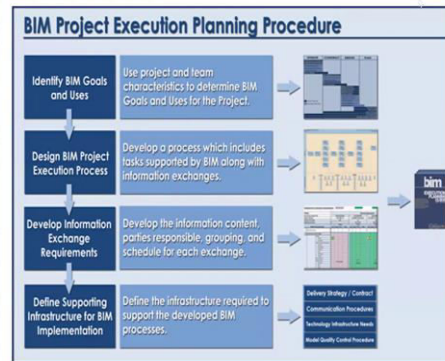 BIM Project Execution Planning Procedure
Identify BIM Goals
and Uses
Use project and team
characteristics to determine BIM
Goals and Uses for the Project.
Design BIM Project
Execution Process
Develop a process which includes
tasks supported by BIM along with
information exchanges.
Develop Information
Exchange
Requirements
Develop the information content,
parties responsible, grouping, and
schedule for each exchange.
Define Supporting
Infrastructure for BIM
Implementation
Define the infrastructure required to
support the developed BIM
processes.
Delivery Strategy / Contract
Communication Procedures
Technology Infrastructure Needs
Model Quality Control Procedure
bim